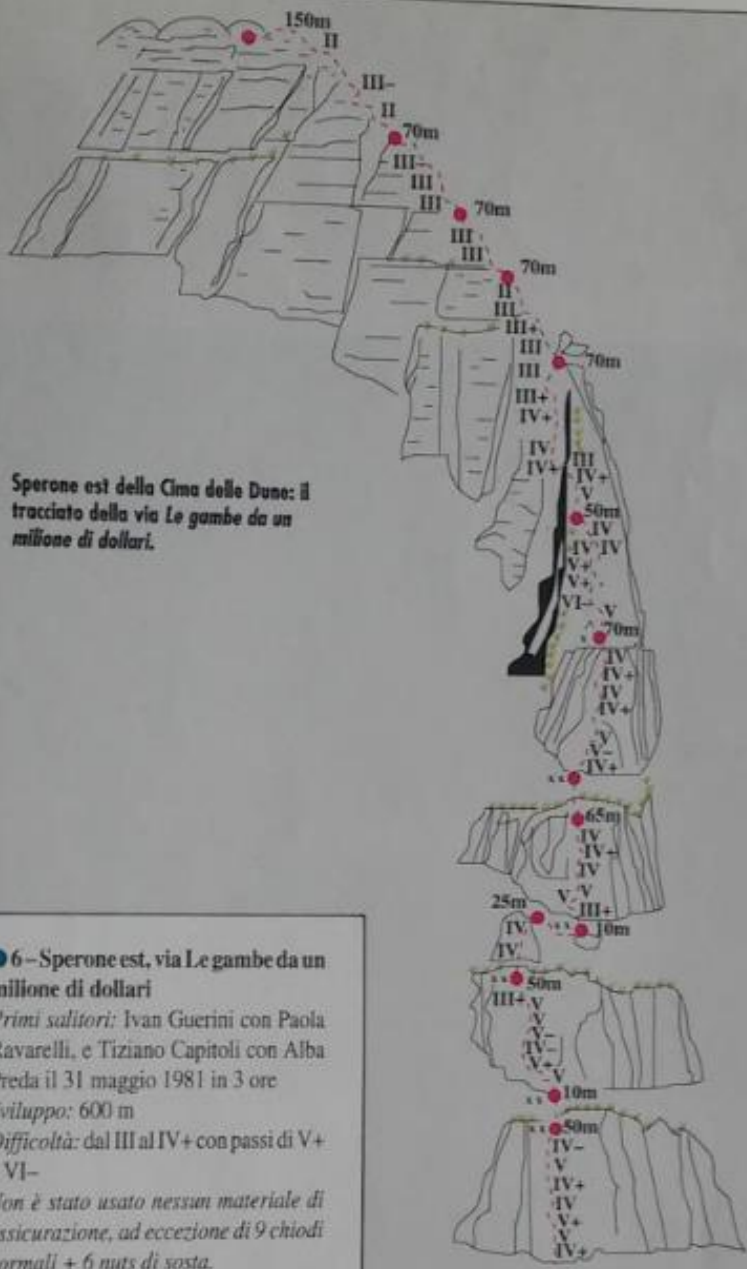 150m
II
III–
II
70m
III–
III
III
70m
III
III
70m
II
III
III+
III
70m
III
III+
IV+
IV
IV+
III
IV+
V
50m
IV
IV IV
V+
V+
VI– V
70m
IV
IV+
IV
IV+
V
V–
IV+
x x
65m
IV
IV–
IV
V V
III+
25m
x x
10m
IV
IV
x x 50m
III+ V
V
V–
IV–
V+
V
x x 10m
x x 50m
IV–
V
IV+
IV
V+
V
IV+
Sperone est della Cima delle Dune: il
tracciato della via Le gambe da un
milione di dollari.
6 – Sperone est, via Le gambe da un
milione di dollari
Primi salitori: Ivan Guerini con Paola
Ravarelli, e Tiziano Capitoli con Alba
Preda il 31 maggio 1981 in 3 ore
Sviluppo: 600 m
Difficoltà: dal III al IV+ con passi di V+
VI–
Non è stato usato nessun materiale di
assicurazione, ad eccezione di 9 chiodi
normali + 6 nuts di sosta.